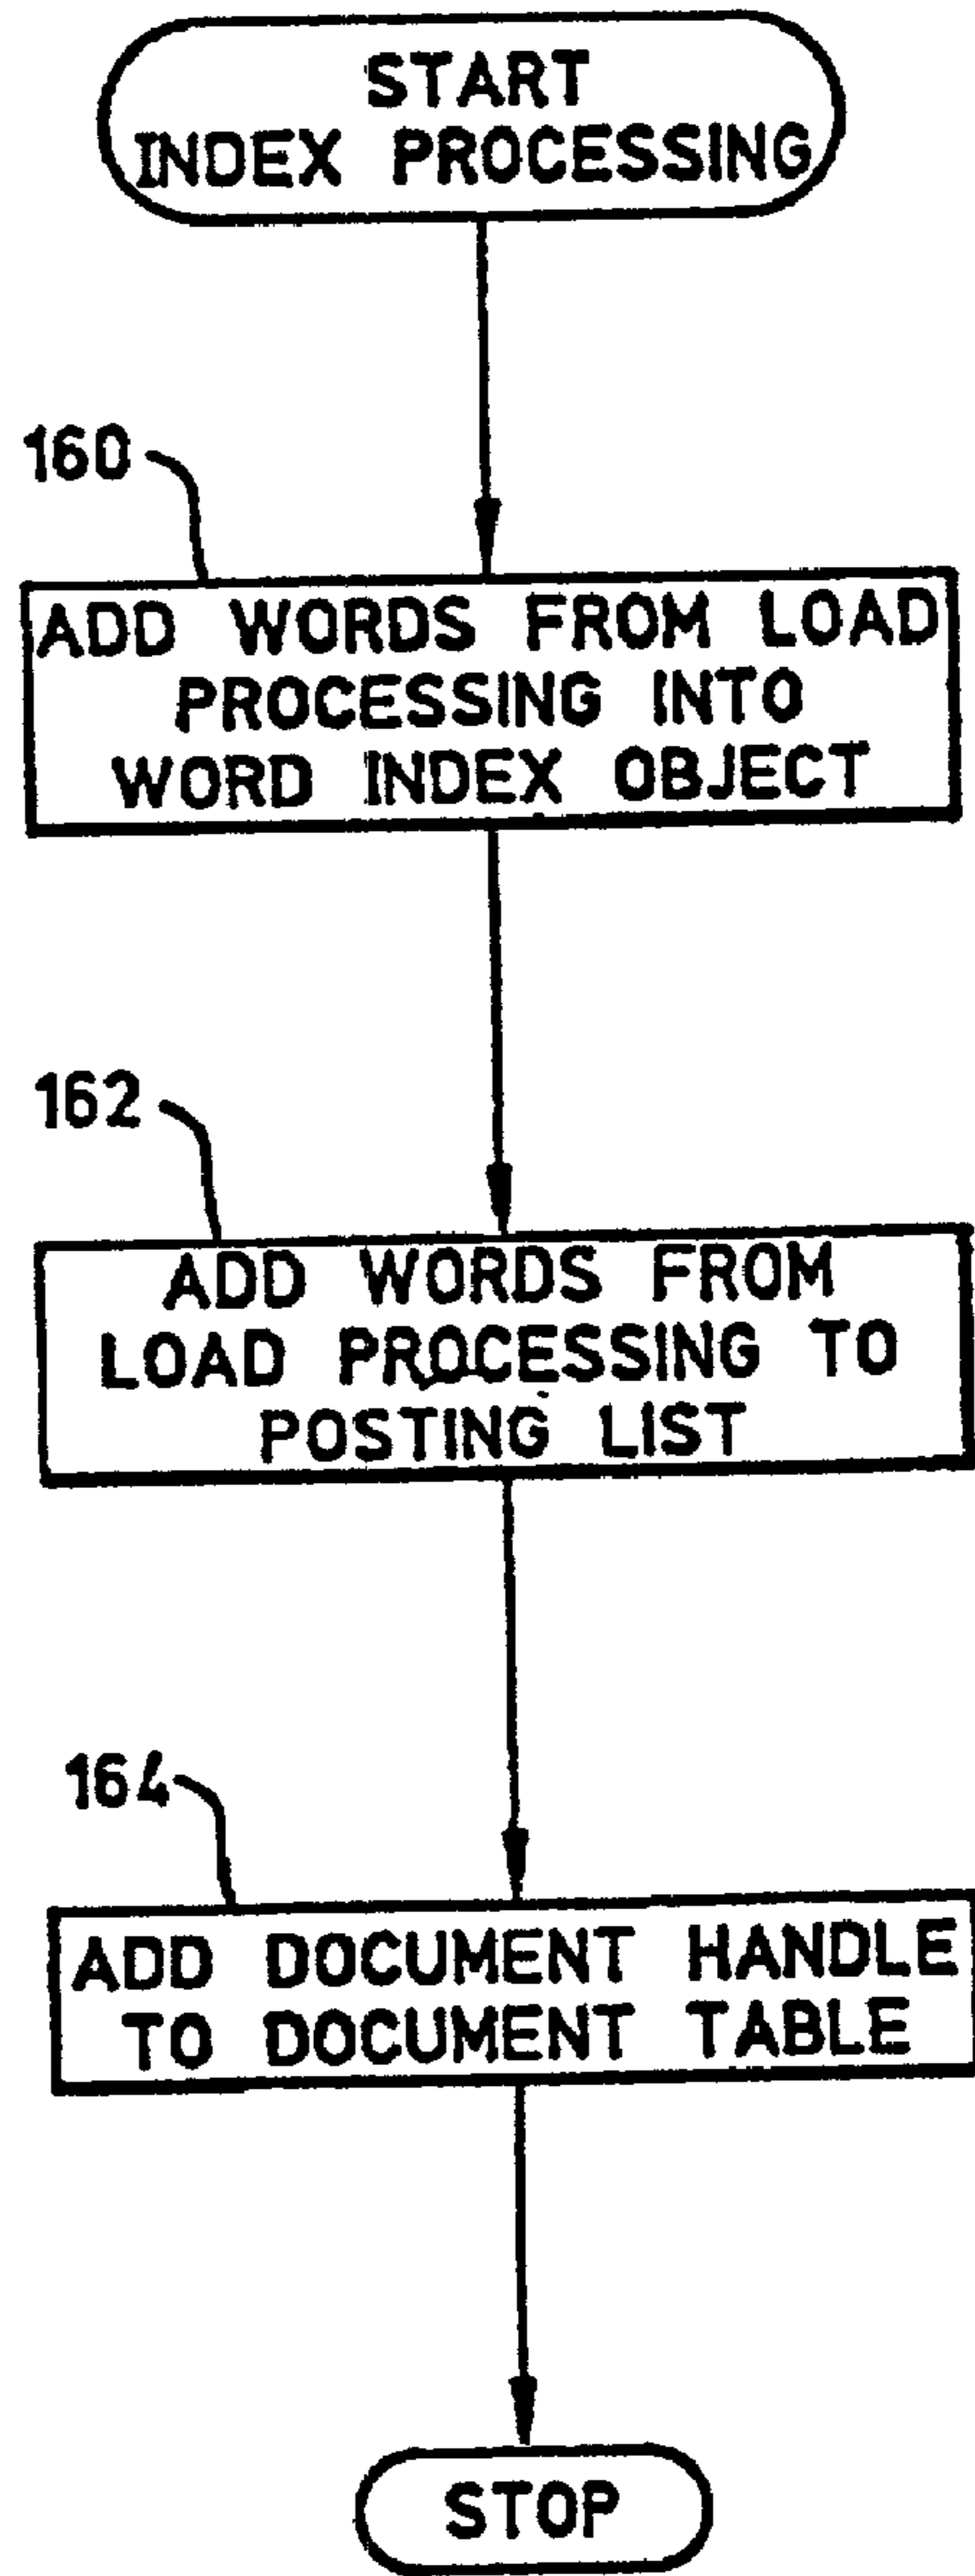 START
INDEX PROCESSING
160
ADD WORDS FROM LOAD
PROCESSING INTO
WORD INDEX OBJECT
162
ADD WORDS FROM
LOAD PROCESSING TO
POSTING LIST
164
ADD DOCUMENT HANDLE
TO DOCUMENT TABLE
STOP